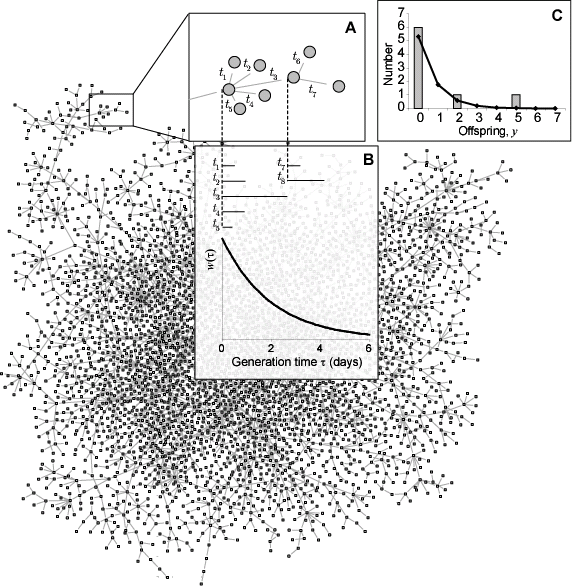 A
t6
t1
t2
t3
t7
t5
t4
C
Number
7
6
5
4
3
2
1
0
0 1 2 3 4 5 6 7
Offspring, y
B
t1
t7
t2
t8
t3
t4
t5
w(τ)
0 2 4 6
Generation time τ (days)